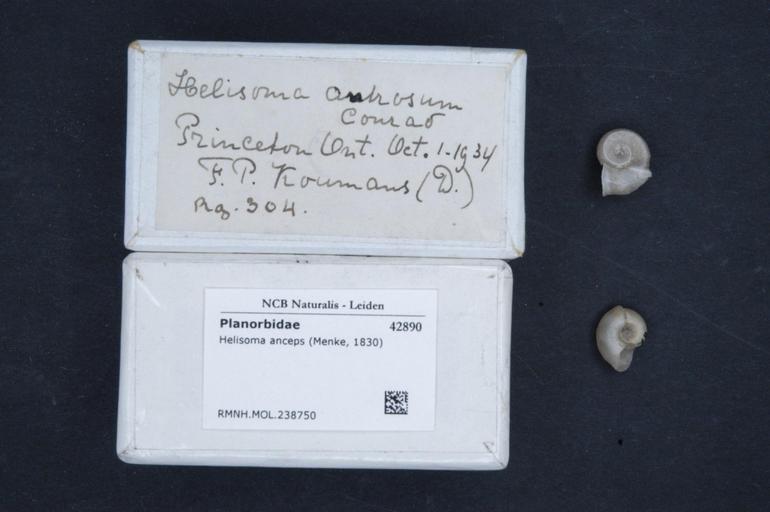 Helisoma antrosum
Conrad
Princeton Ont. Oct. 1-1934
F.P. Koumans (D.)
Rg. 304.
NCB Naturalis - Leiden
Planorbidae 42890
Helisoma anceps (Menke, 1830)
RMNH.MOL.238750